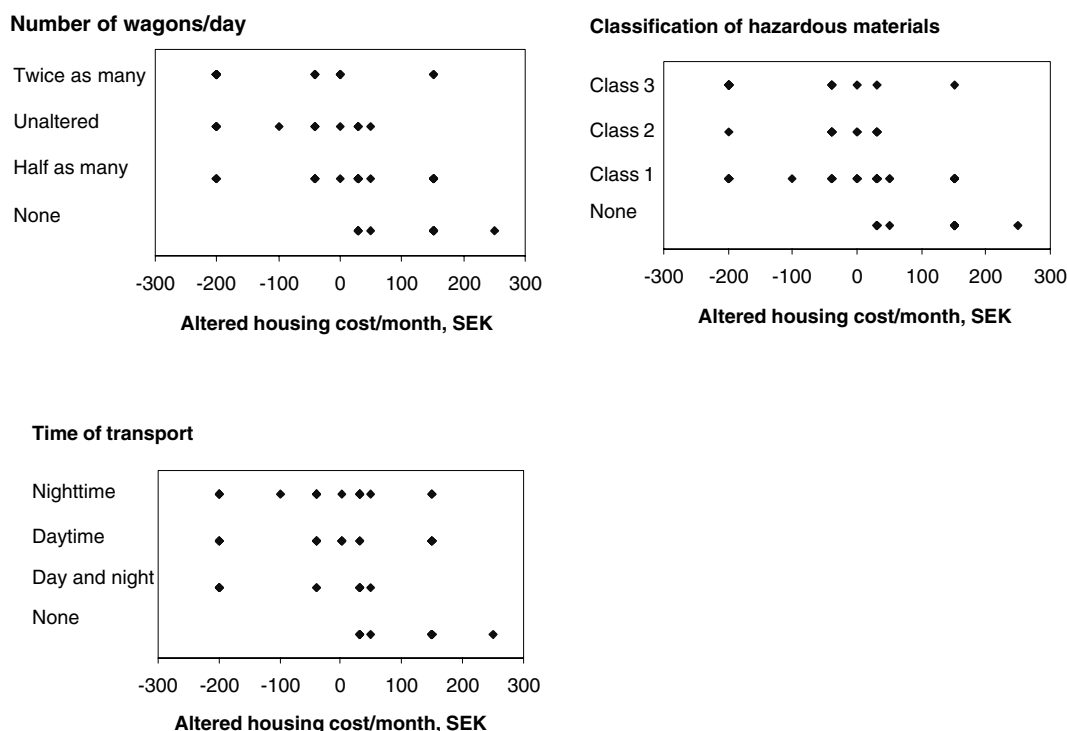 Number of wagons/day
Twice as many
Unaltered
Half as many
None
-300 -200 -100 0 100 200 300
Altered housing cost/month, SEK
Classification of hazardous materials
Class 3
Class 2
Class 1
None
-300 -200 -100 0 100 200 300
Altered housing cost/month, SEK
Time of transport
Nighttime
Daytime
Day and night
None
-300 -200 -100 0 100 200 300
Altered housing cost/month, SEK